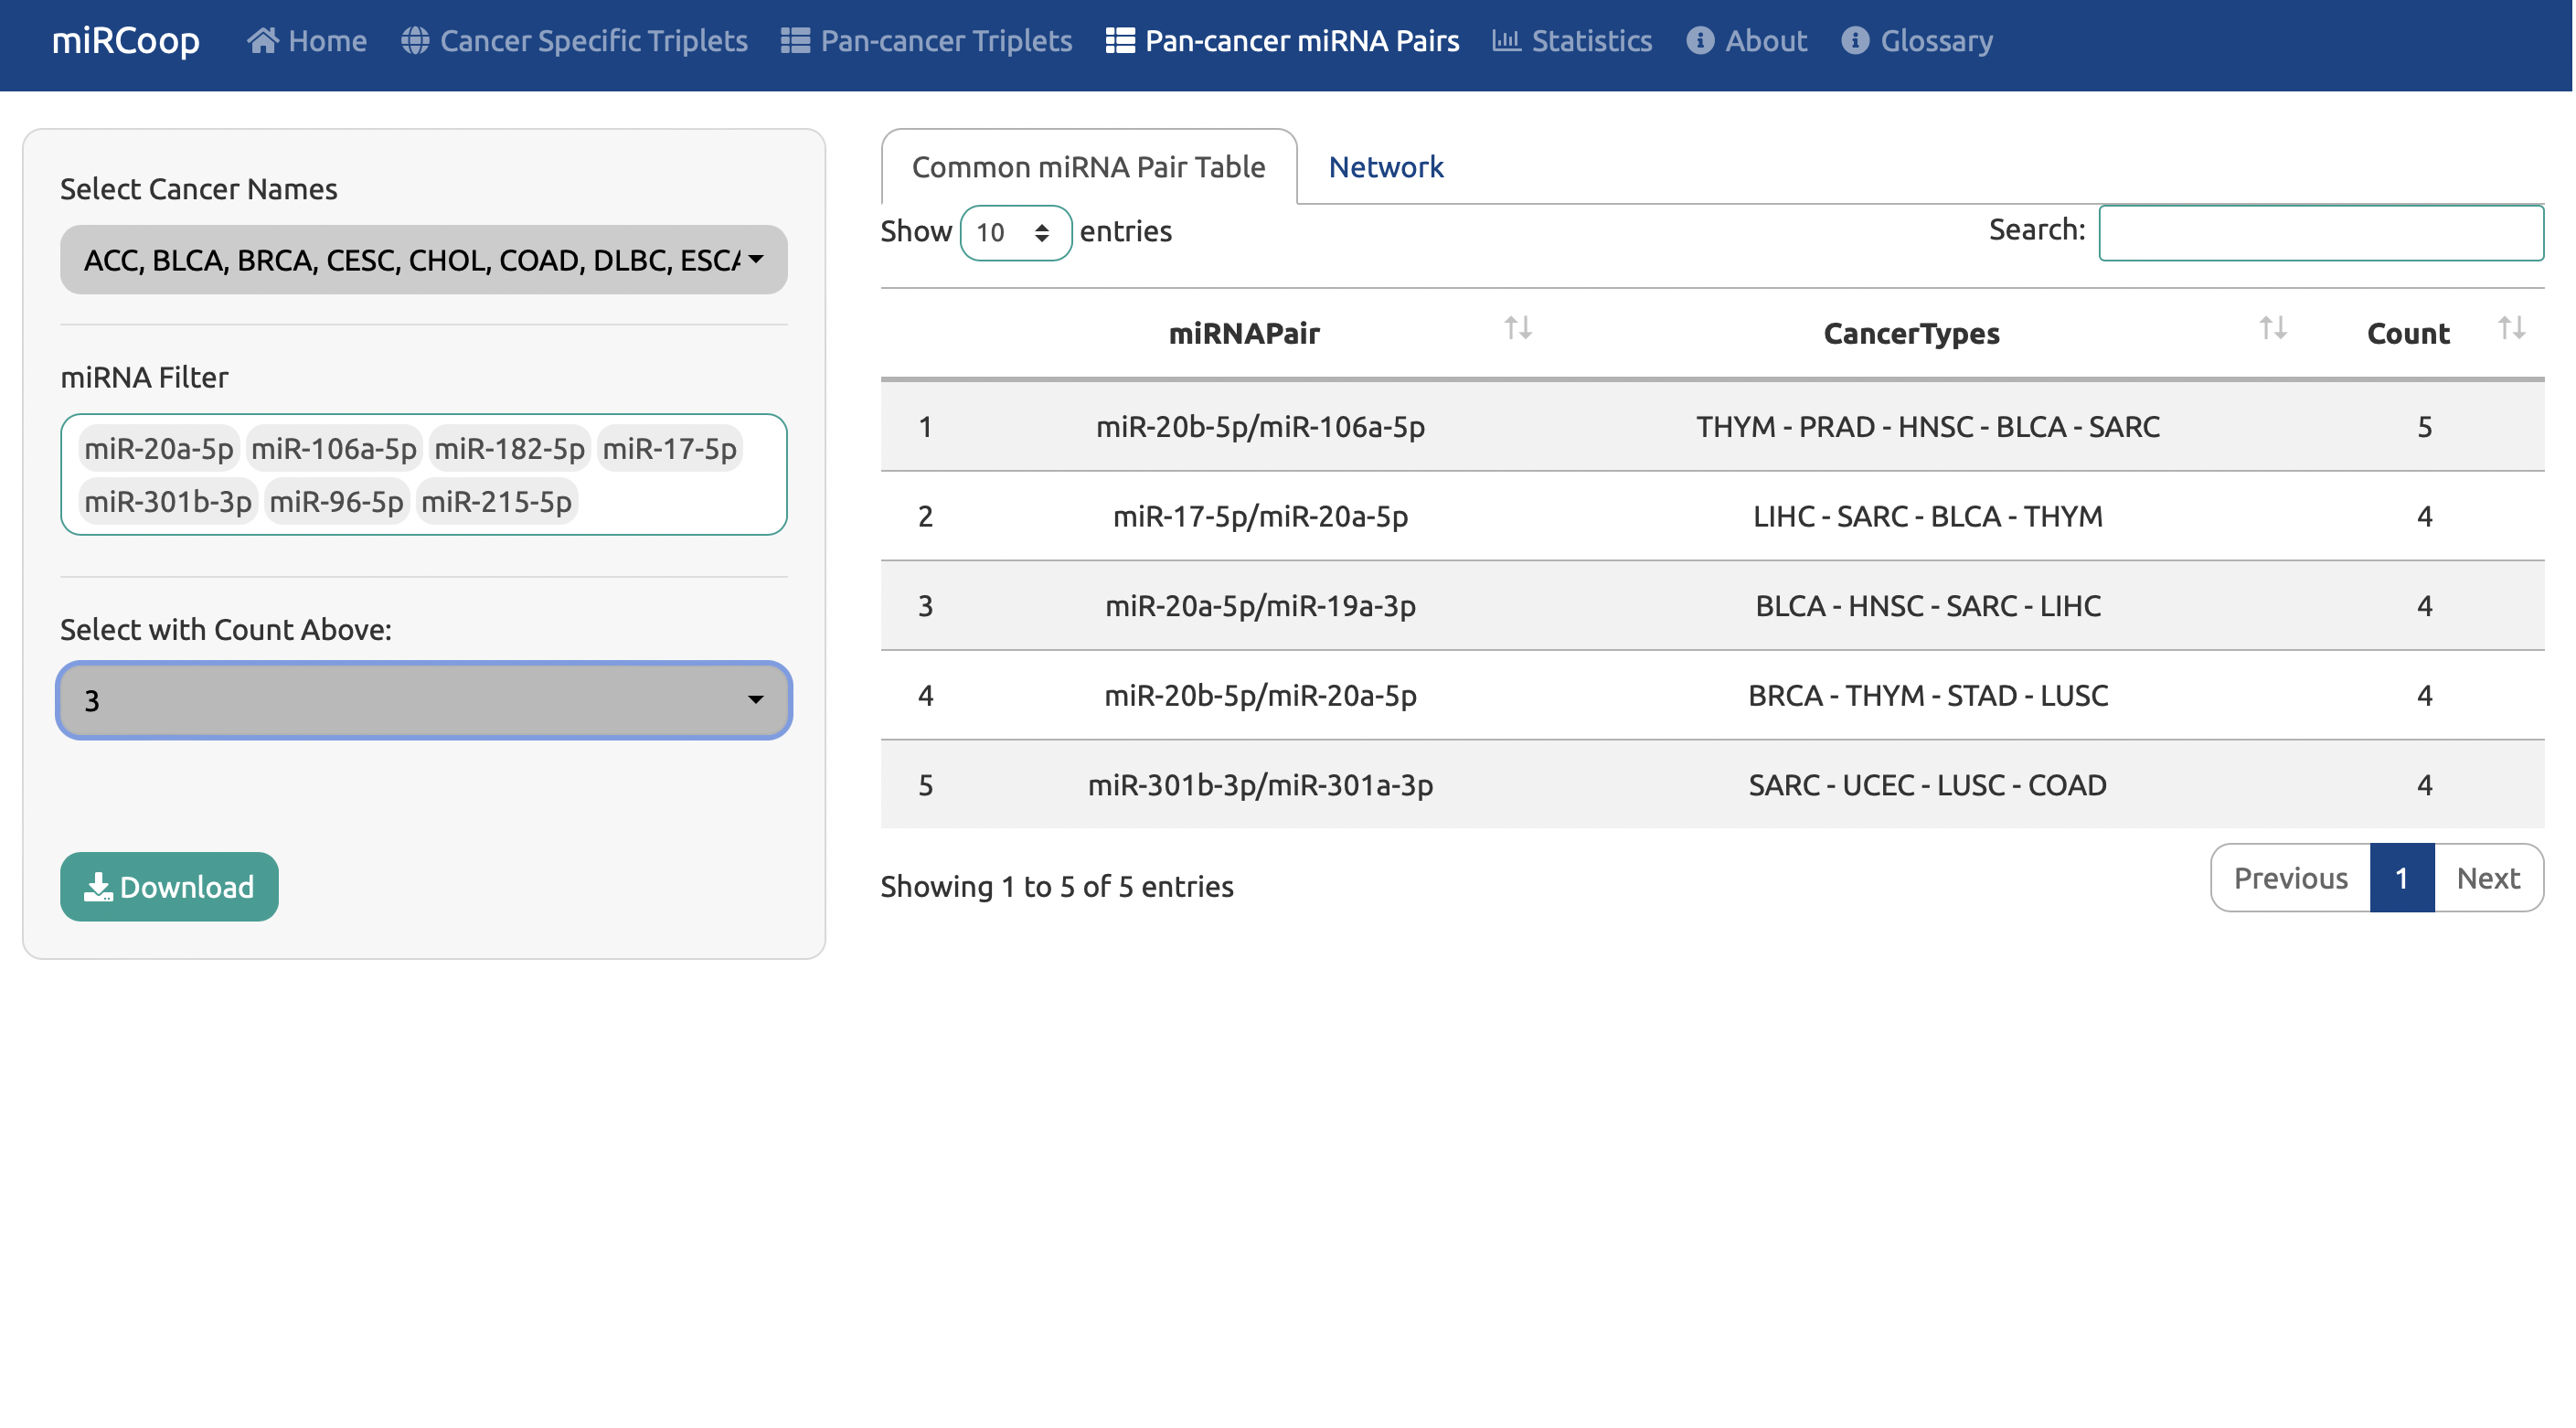 miRCoop Home Cancer Specific Triplets Pan-cancer Triplets Pan-cancer miRNA Pairs Statistics About Glossary
Select Cancer Names
ACC, BLCA, BRCA, CESC, CHOL, COAD, DLBC, ESCA
miRNA Filter
miR-20a-5p miR-106a-5p miR-182-5p miR-17-5p
miR-301b-3p miR-96-5p miR-215-5p
Select with Count Above:
3
Download
Common miRNA Pair Table Network
Show 10 entries Search:
miRNAPair CancerTypes Count
1 miR-20b-5p/miR-106a-5p THYM - PRAD - HNSC - BLCA - SARC 5
2 miR-17-5p/miR-20a-5p LIHC - SARC - BLCA - THYM 4
3 miR-20a-5p/miR-19a-3p BLCA - HNSC - SARC - LIHC 4
4 miR-20b-5p/miR-20a-5p BRCA - THYM - STAD - LUSC 4
5 miR-301b-3p/miR-301a-3p SARC - UCEC - LUSC - COAD 4
Showing 1 to 5 of 5 entries Previous 1 Next